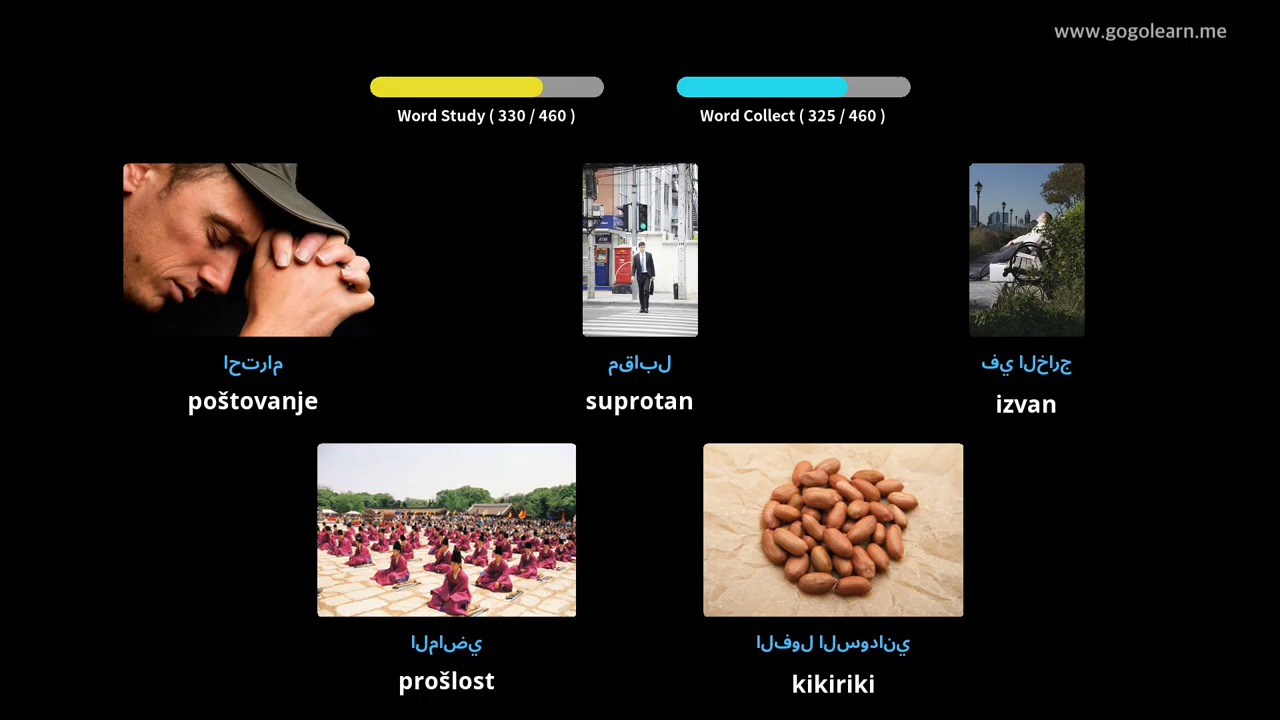 www.gogolearn.me
Word Study ( 330 / 460 )
Word Collect ( 325 / 460 )
احترام
مقابل
في الخارج
poštovanje
suprotan
izvan
الماضي
الفول السوداني
prošlost
kikiriki